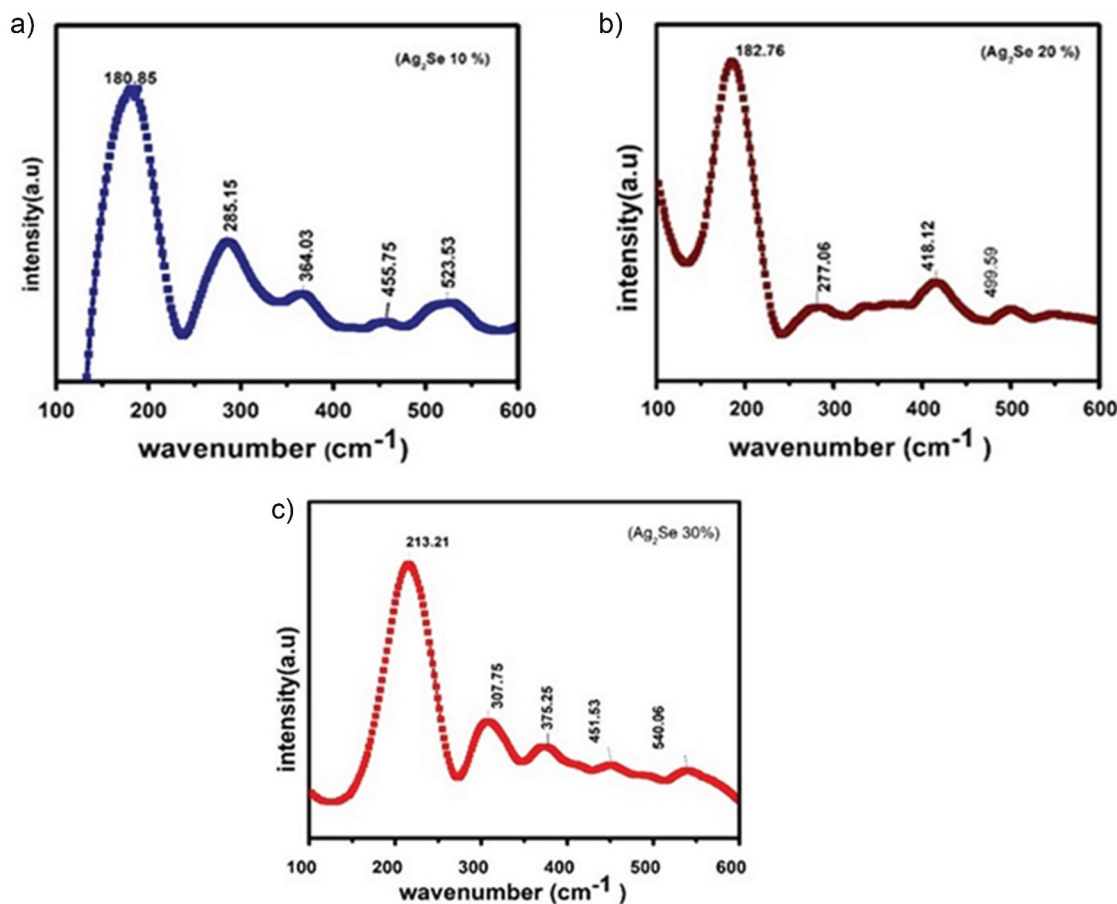 a)
(Ag₂Se 10 %)
180.85
285.15
364.03
455.75
523.53
intensity(a.u)
100 200 300 400 500 600
wavenumber (cm⁻¹)
b)
(Ag₂Se 20 %)
182.76
277.06
418.12
499.59
intensity(a.u)
100 200 300 400 500 600
wavenumber (cm⁻¹ )
c)
(Ag₂Se 30%)
213.21
307.75
375.25
451.53
540.06
intensity(a.u)
100 200 300 400 500 600
wavenumber (cm⁻¹ )